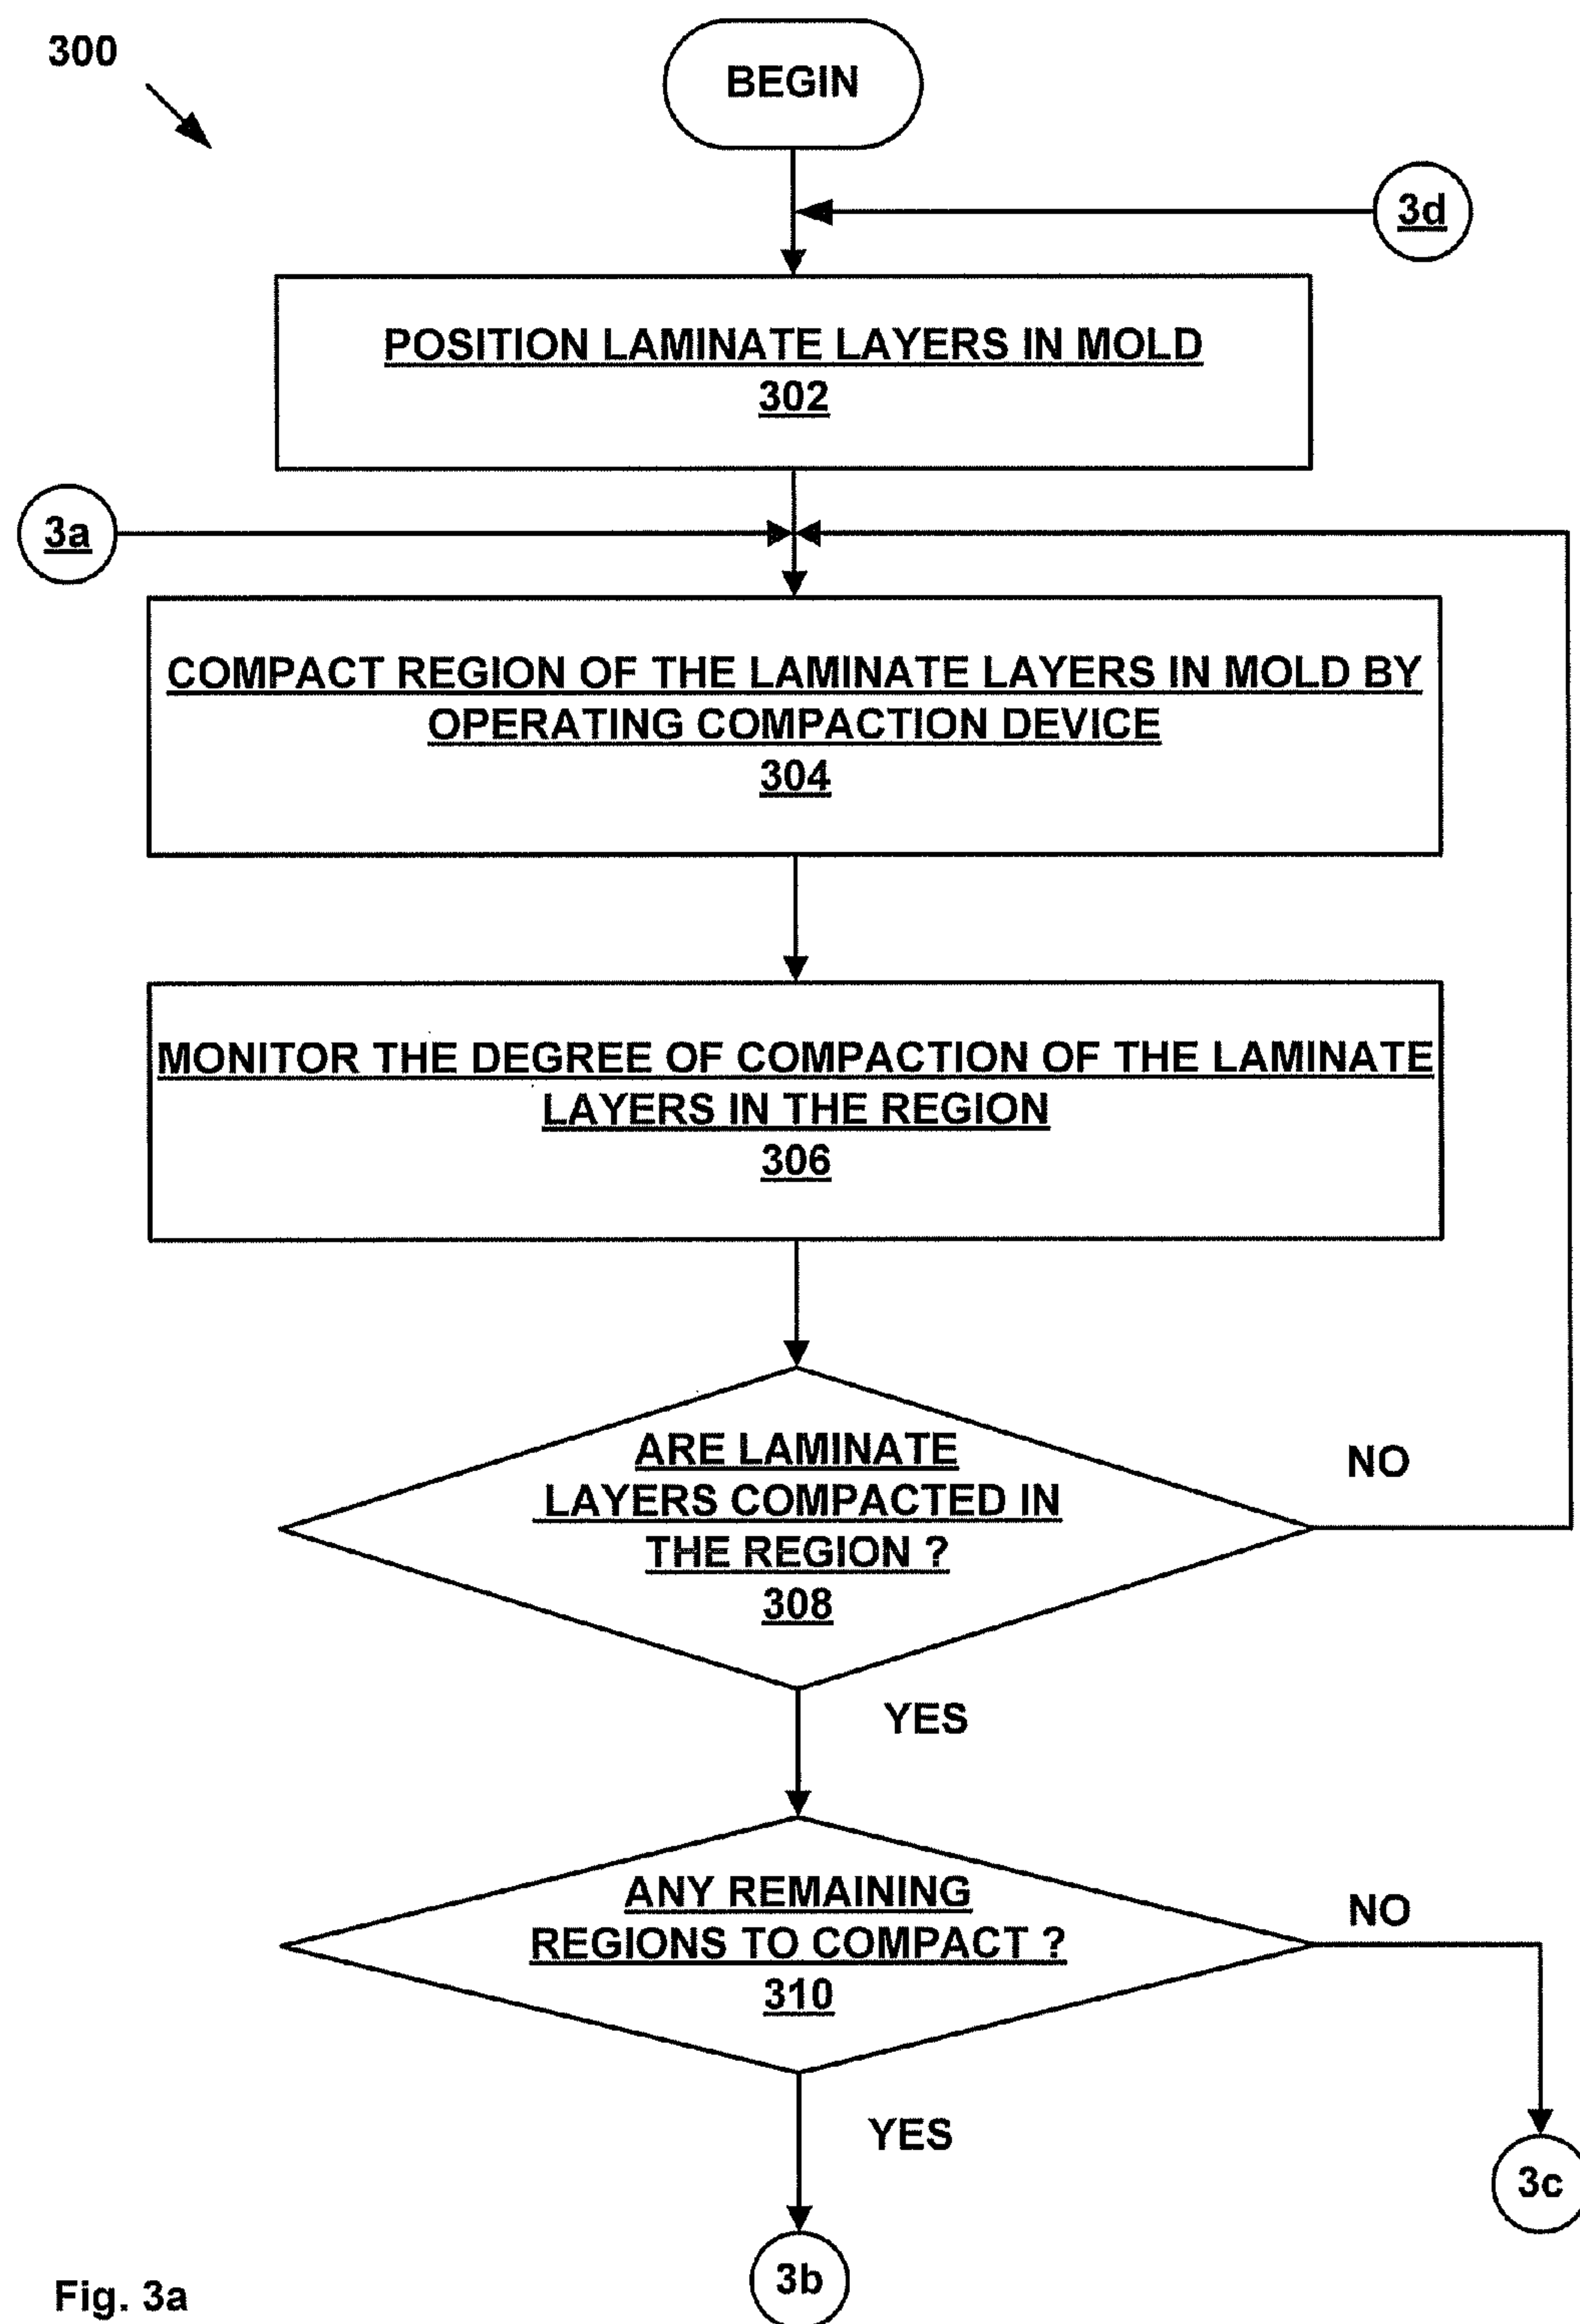 300
BEGIN
3d
POSITION LAMINATE LAYERS IN MOLD
302
3a
COMPACT REGION OF THE LAMINATE LAYERS IN MOLD BY
OPERATING COMPACTION DEVICE
304
MONITOR THE DEGREE OF COMPACTION OF THE LAMINATE
LAYERS IN THE REGION
306
ARE LAMINATE
LAYERS COMPACTED IN
THE REGION ?
308
NO
YES
ANY REMAINING
REGIONS TO COMPACT ?
310
NO
YES
3c
3b
Fig. 3a